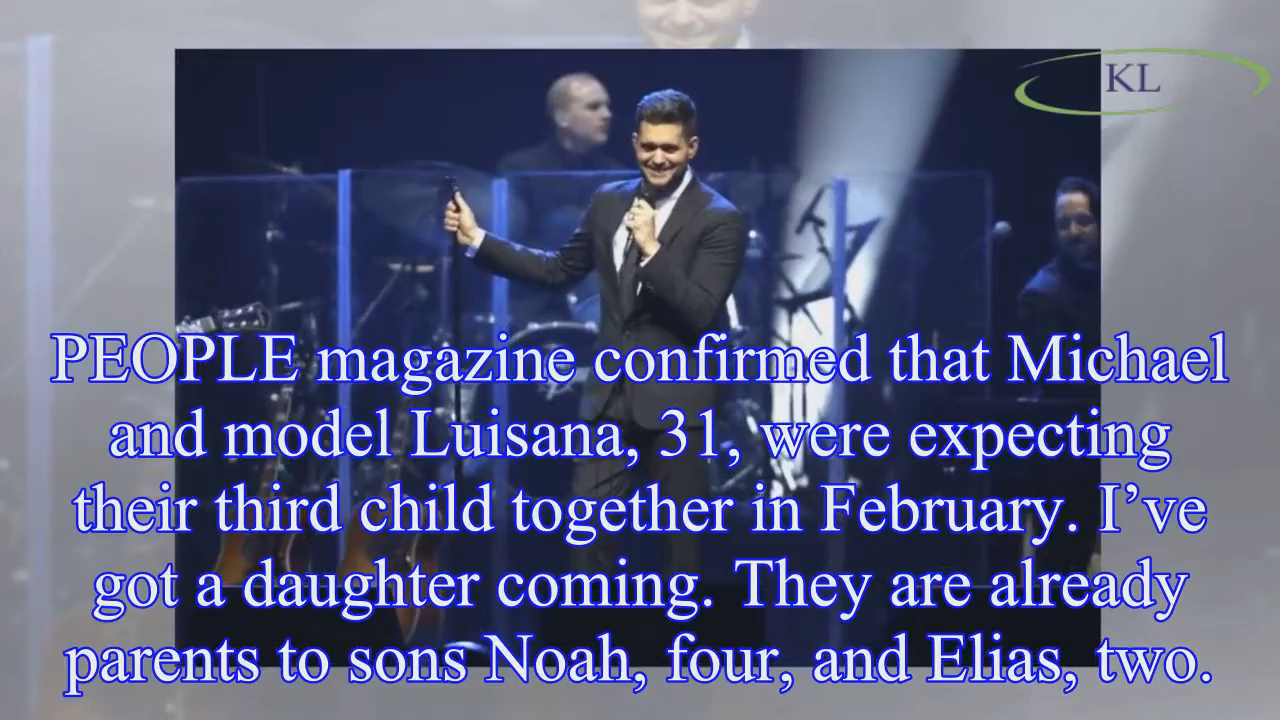 KL
PEOPLE magazine confirmed that Michael
and model Luisana, 31, were expecting
their third child together in February. I’ve
got a daughter coming. They are already
parents to sons Noah, four, and Elias, two.